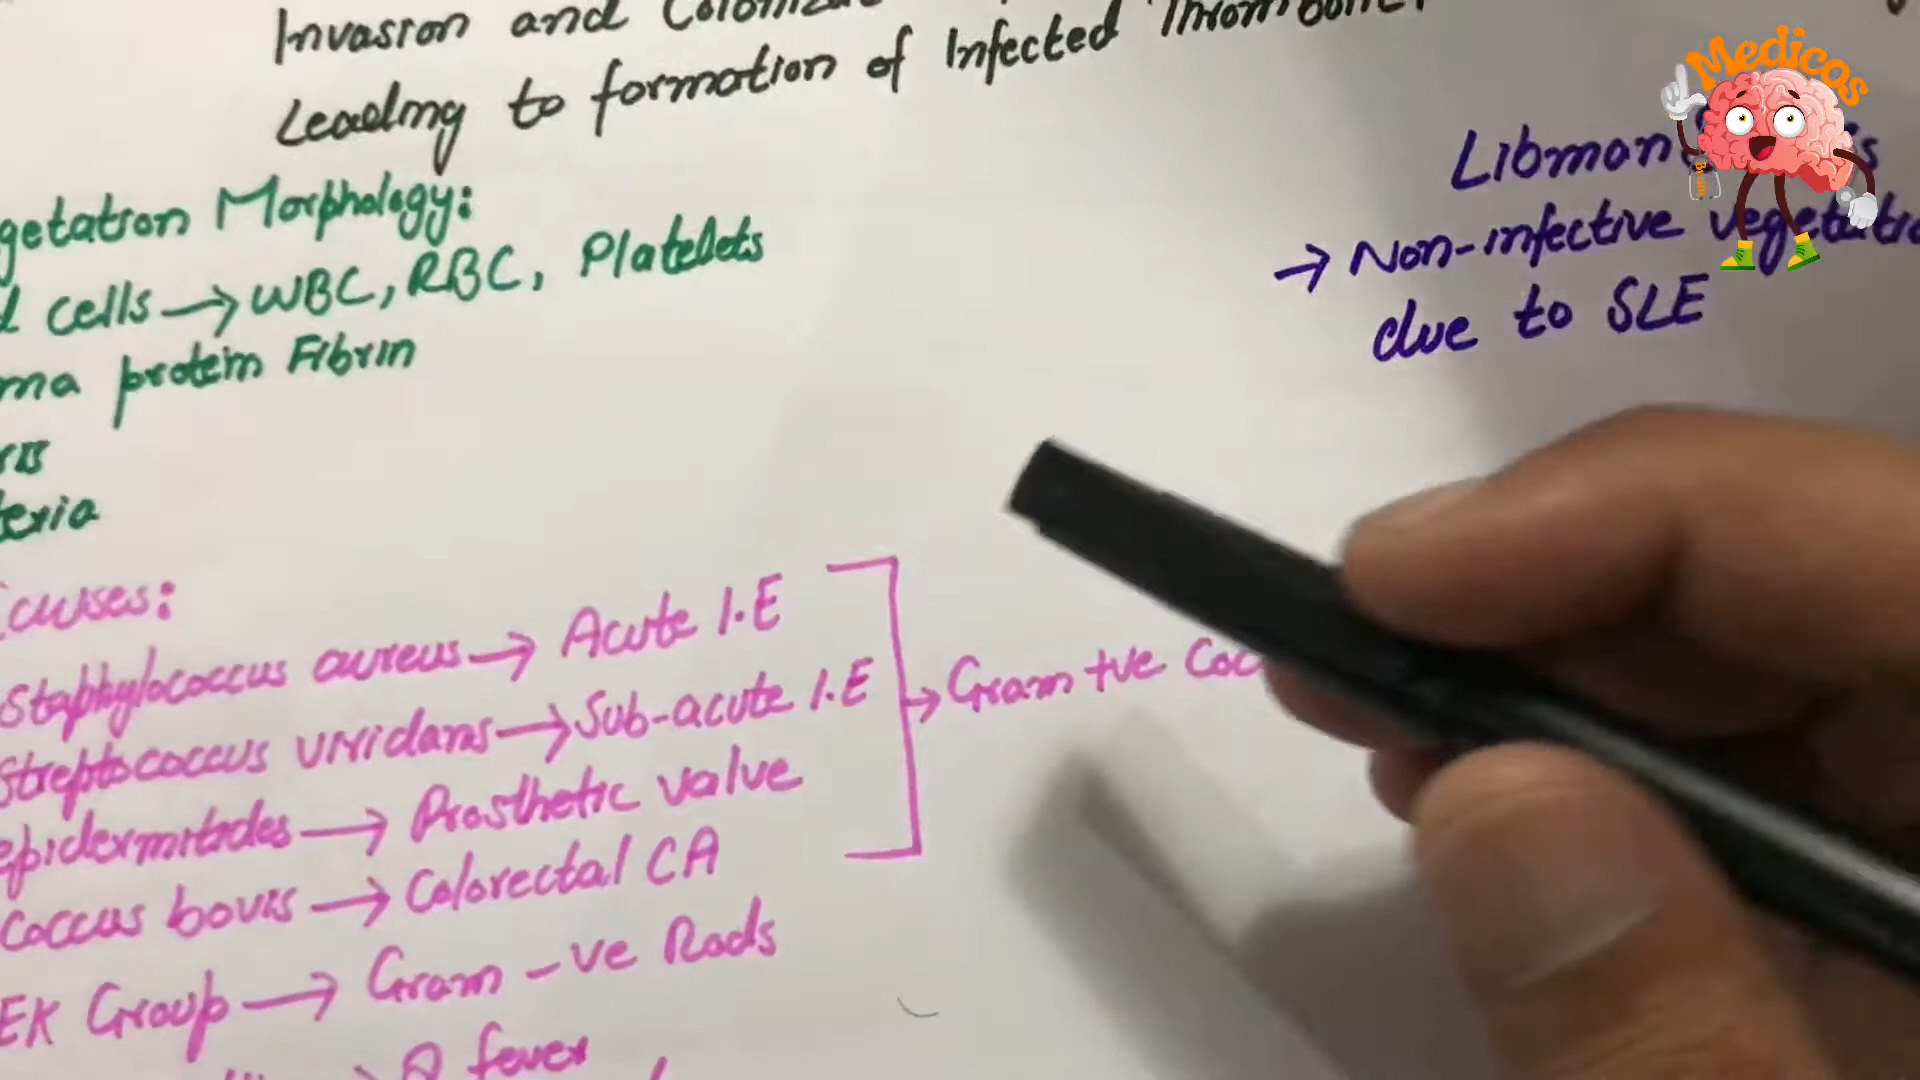 Invasion and
Leading to formation of Infected
getation Morphology:
cells → WBC, RBC, Platelets
ma protein Fibrin
teria
Causes:
Staphylococcus aureus → Acute I.E
Streptococcus viridans → Sub-acute I.E
→ Gram +ve
→ Prosthetic valve
coccus bovis → Colorectal CA
EK Group → Gram -ve Rods
Q fever
Libman
→ Non-infective
due to SLE
Medicos
Brain